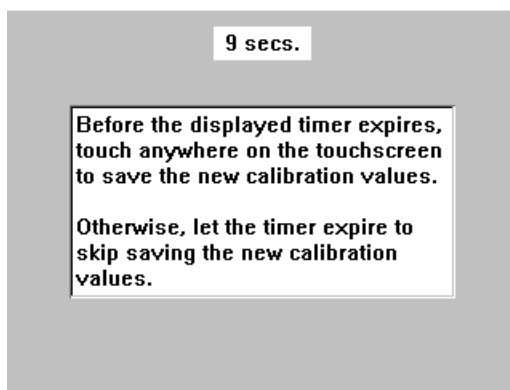 9 secs.
Before the displayed timer expires,
touch anywhere on the touchscreen
to save the new calibration values.
Otherwise, let the timer expire to
skip saving the new calibration
values.